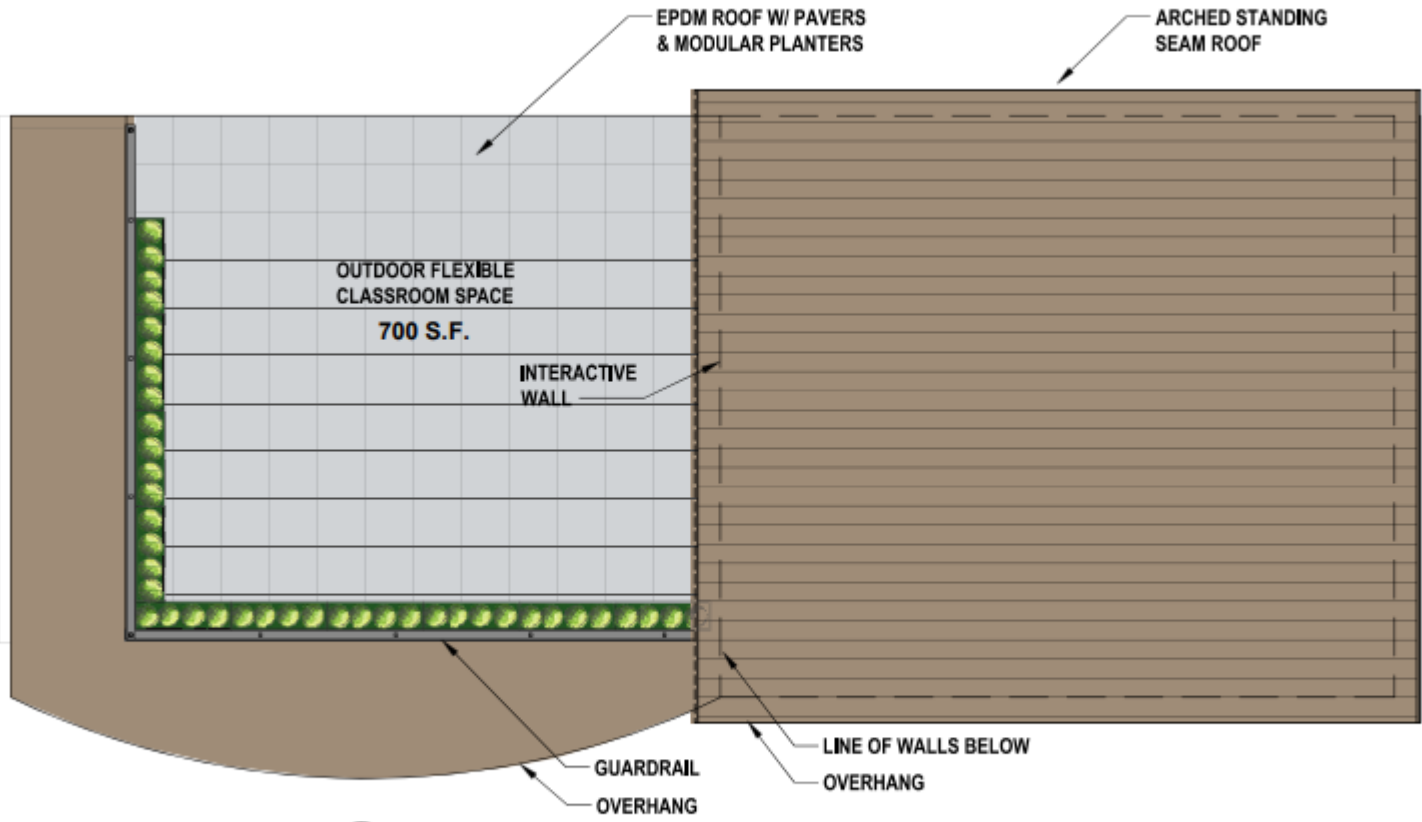 EPDM ROOF W/ PAVERS
& MODULAR PLANTERS
ARCHED STANDING
SEAM ROOF
OUTDOOR FLEXIBLE
CLASSROOM SPACE
700 S.F.
INTERACTIVE
WALL
LINE OF WALLS BELOW
OVERHANG
GUARDRAIL
OVERHANG